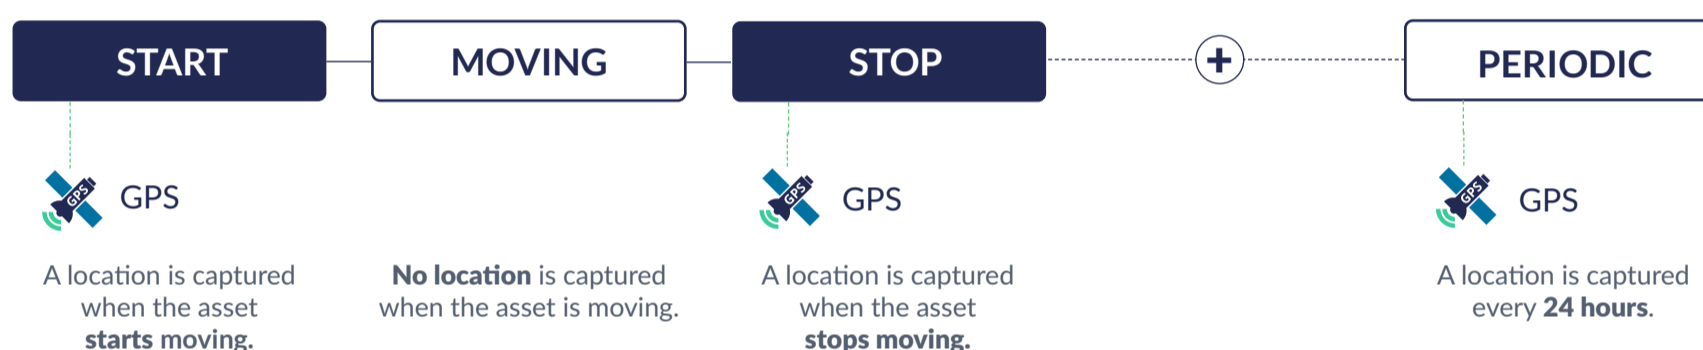 START
MOVING
STOP
+
PERIODIC
GPS
GPS
GPS
GPS
GPS
GPS
A location is captured
when the asset
starts moving.
No location is captured
when the asset is moving.
A location is captured
when the asset
stops moving.
A location is captured
every 24 hours.